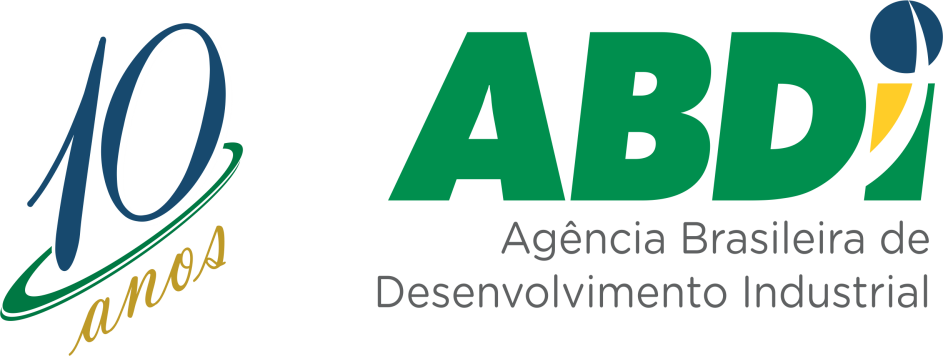 10
anos
ABDi
Agência Brasileira de
Desenvolvimento Industrial